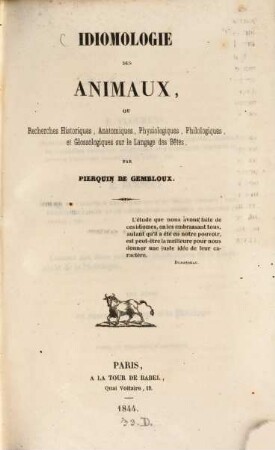 IDIOMOLOGIE
DES
ANIMAUX,
OU
Recherches Historiques, Anatomiques, Physiologiques, Philologiques,
et Glossologiques sur le Langage des Bêtes,
PAR
PIERQUIN DE GEMBLOUX.
L'étude que nous avons faite de
ces idiomes, en les embrassant tous,
autant qu'il a été en notre pouvoir,
est peut-être la meilleure pour nous
donner une juste idée de leur ca-
ractère.
PARIS,
A LA TOUR DE BABEL,
Quai Voltaire,
1844.